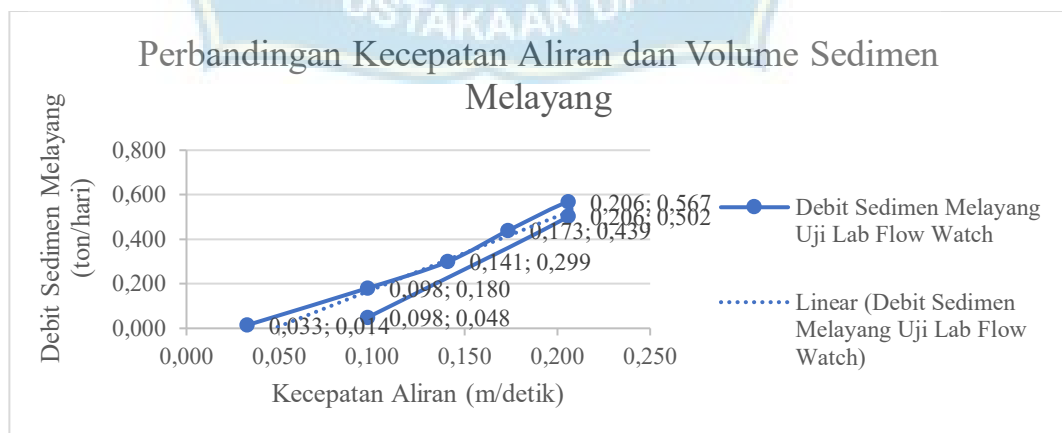 USTAKAAN D
Perbandingan Kecepatan Aliran dan Volume Sedimen
Melayang
Debit Sedimen Melayang
(ton/hari)
0,800
0,600
0,400
0,200
0,000
0,206; 0,567
0,206; 0,502
0,173; 0,439
0,141; 0,299
0,098; 0,180
0,098; 0,048
0,033; 0,014
0,000
0,050
0,100
0,150
0,200
0,250
Kecepatan Aliran (m/detik)
Debit Sedimen Melayang
Uji Lab Flow Watch
Linear (Debit Sedimen
Melayang Uji Lab Flow
Watch)